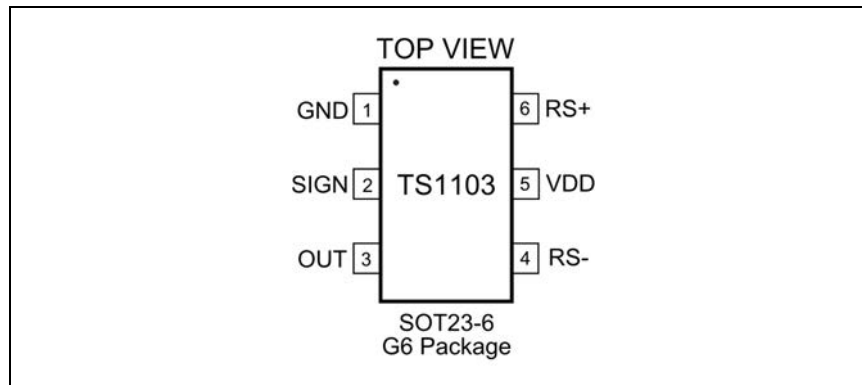 TOP VIEW
GND 1 6 RS+
SIGN 2 TS1103 5 VDD
OUT 3 4 RS-
SOT23-6
G6 Package